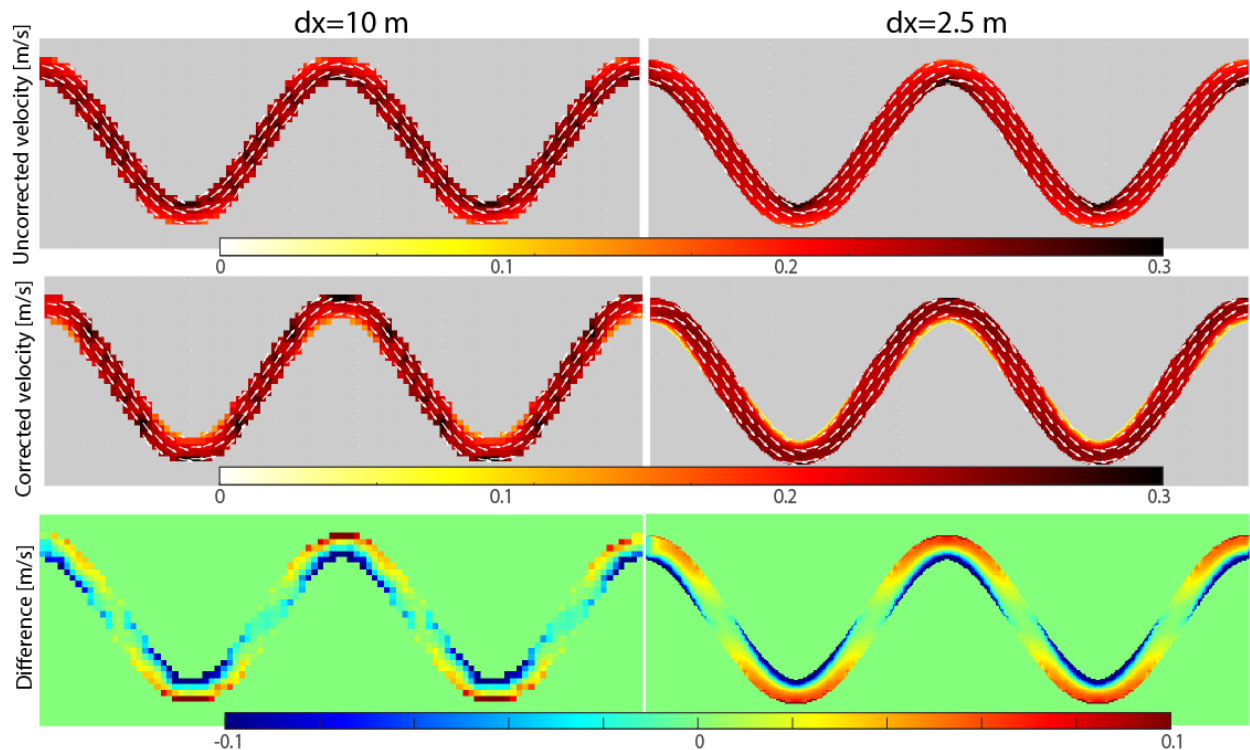 dx=10 m
dx=2.5 m
Uncorrected velocity [m/s]
0
0.1
0.2
0.3
Corrected velocity [m/s]
0
0.1
0.2
0.3
Difference [m/s]
-0.1
0
0.1